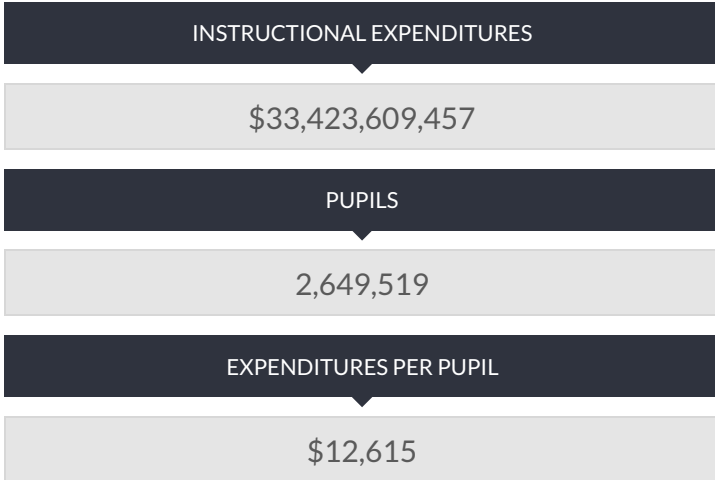 INSTRUCTIONAL EXPENDITURES
$33,423,609,457
PUPILS
2,649,519
EXPENDITURES PER PUPIL
$12,615